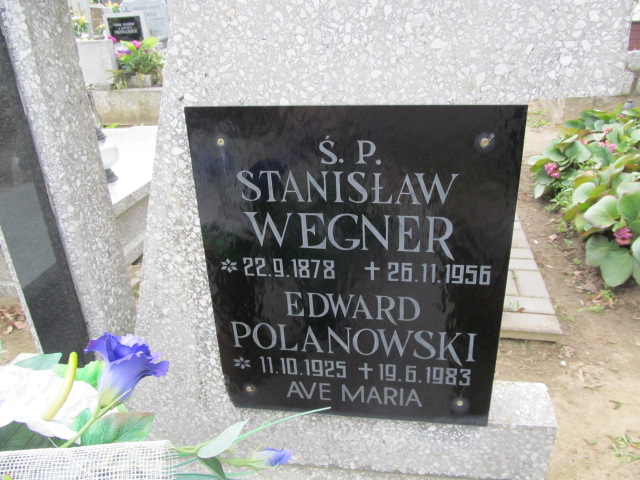 Ś. P.
STANISŁAW
WEGNER
* 22.9.1878 + 26.11.1956
EDWARD
POLANOWSKI
* 11.10.1925 + 19.6.1983
AVE MARIA